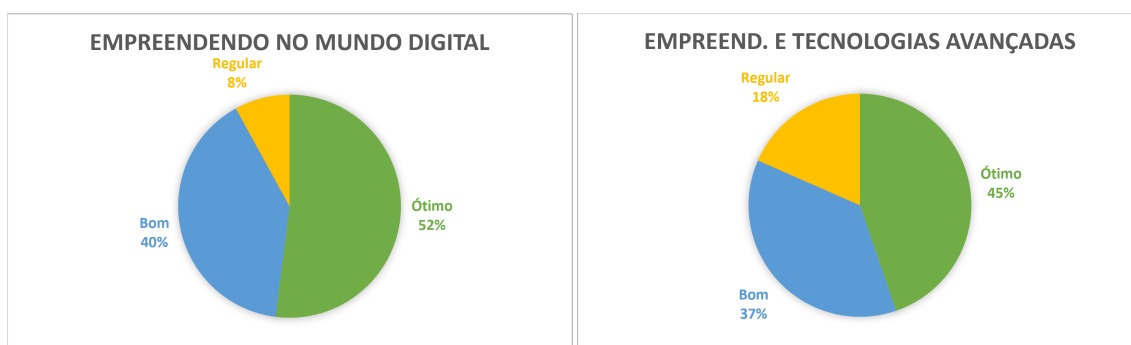 EMPREENDENDO NO MUNDO DIGITAL
Regular
8%
Bom
40%
Ótimo
52%
EMPREEND. E TECNOLOGIAS AVANÇADAS
Regular
18%
Ótimo
45%
Bom
37%